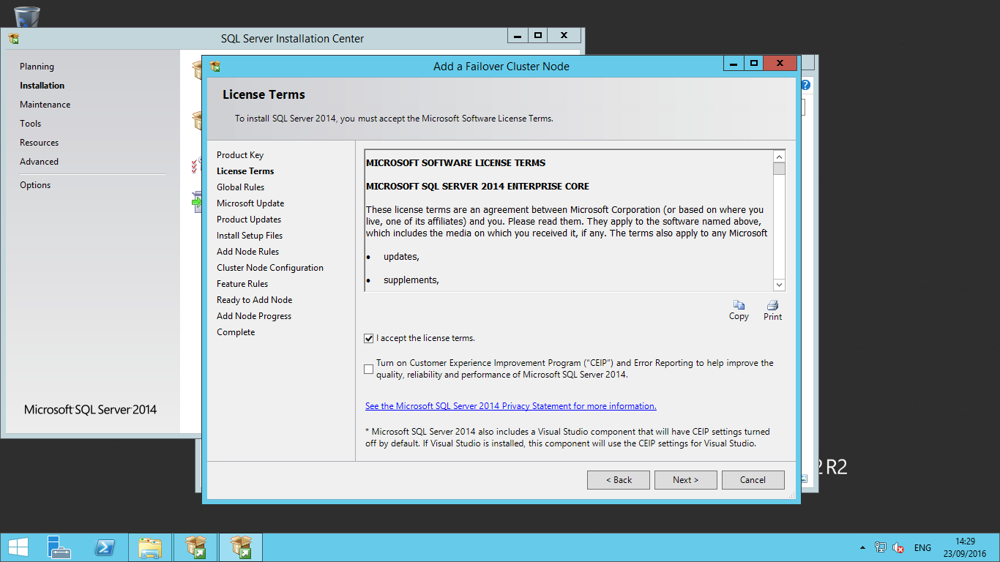 SQL Server Installation Center
Planning
Installation
Maintenance
Tools
Resources
Advanced
Options
Microsoft SQL Server 2014
Add a Failover Cluster Node
License Terms
To install SQL Server 2014, you must accept the Microsoft Software License Terms.
Product Key
License Terms
Global Rules
Microsoft Update
Product Updates
Install Setup Files
Add Node Rules
Cluster Node Configuration
Feature Rules
Ready to Add Node
Add Node Progress
Complete
MICROSOFT SOFTWARE LICENSE TERMS
MICROSOFT SQL SERVER 2014 ENTERPRISE CORE
These license terms are an agreement between Microsoft Corporation (or based on where you
live, one of its affiliates) and you. Please read them. They apply to the software named above,
which includes the media on which you received it, if any. The terms also apply to any Microsoft
• updates,
• supplements,
Copy
Print
I accept the license terms.
Turn on Customer Experience Improvement Program (“CEIP”) and Error Reporting to help improve the
quality, reliability and performance of Microsoft SQL Server 2014.
See the Microsoft SQL Server 2014 Privacy Statement for more information.
* Microsoft SQL Server 2014 also includes a Visual Studio component that will have CEIP settings turned
off by default. If Visual Studio is installed, this component will use the CEIP settings for Visual Studio.
< Back
Next >
Cancel
2 R2
ENG
14:29
23/09/2016